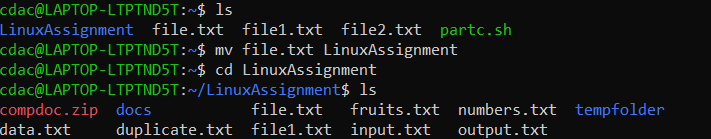 cdac@LAPTOP-LTPTND5T:~$ ls
LinuxAssignment file.txt file1.txt file2.txt partc.sh
cdac@LAPTOP-LTPTND5T:~$ mv file.txt LinuxAssignment
cdac@LAPTOP-LTPTND5T:~$ cd LinuxAssignment
cdac@LAPTOP-LTPTND5T:~/LinuxAssignment$ ls
compdoc.zip docs file.txt fruits.txt numbers.txt tempfolder
data.txt duplicate.txt file1.txt input.txt output.txt